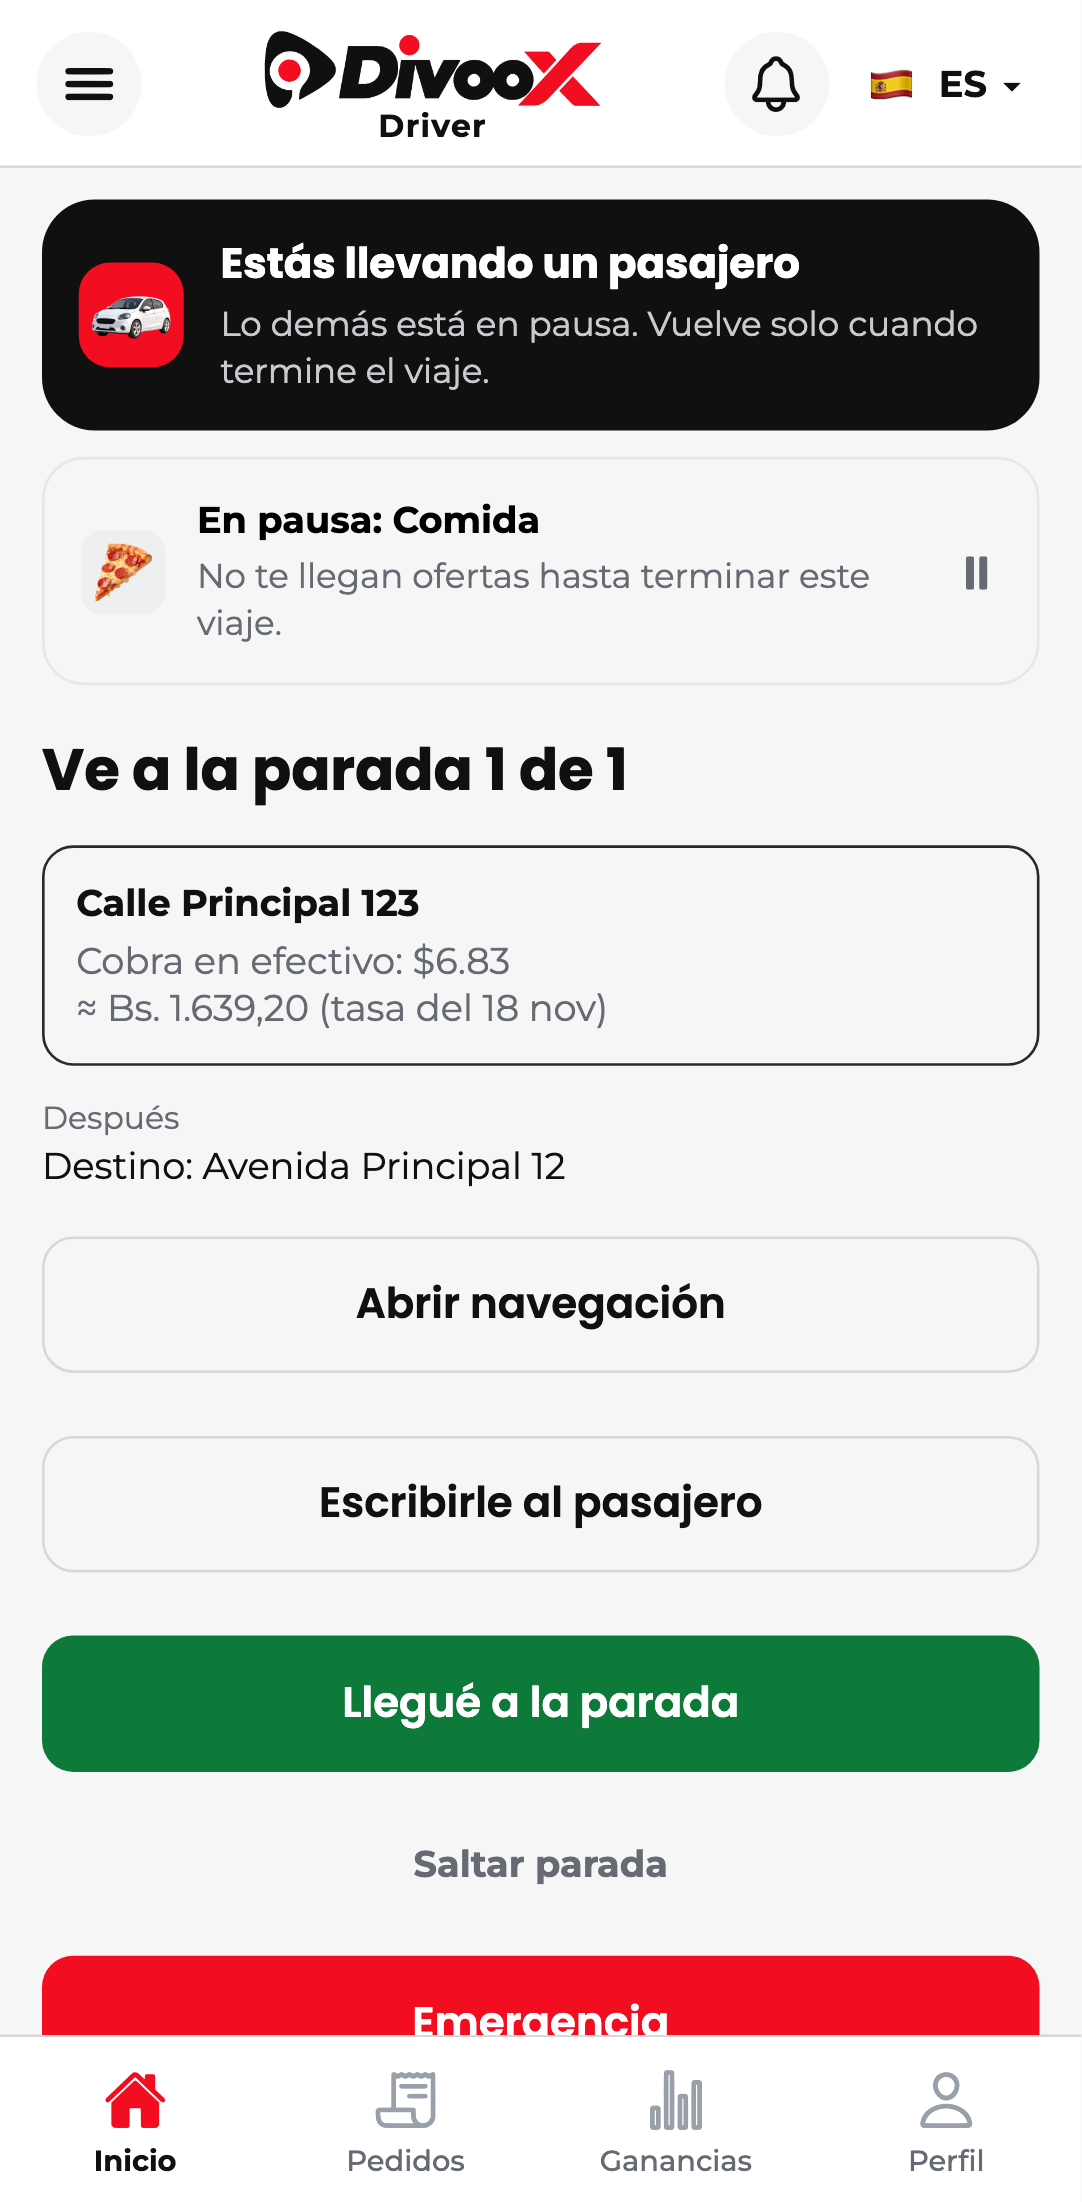 DivooX
Driver
ES
Estás llevando un pasajero
Lo demás está en pausa. Vuelve solo cuando
termine el viaje.
En pausa: Comida
No te llegan ofertas hasta terminar este
viaje.
Ve a la parada 1 de 1
Calle Principal 123
Cobra en efectivo: $6.83
≈ Bs. 1.639,20 (tasa del 18 nov)
Después
Destino: Avenida Principal 12
Abrir navegación
Escribirle al pasajero
Llegué a la parada
Saltar parada
Emergencia
Inicio
Pedidos
Ganancias
Perfil